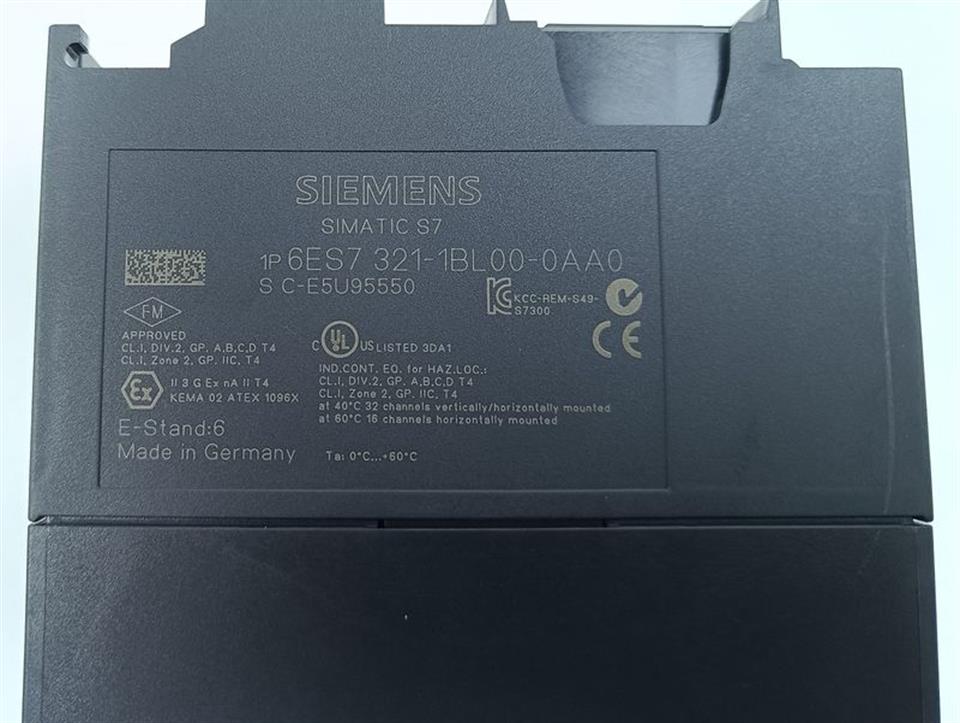 SIEMENS
SIMATIC S7
1P 6ES7 321-1BL00-0AA0
S C-E5U95550
KCC-REM-S49-
S7300
FM
APPROVED
CL.I, DIV.2, GP. A,B,C,D T4
CL.I, Zone 2, GP. IIC, T4
C UL US LISTED 3DA1
CE
IND.CONT. EQ. for HAZ.LOC.:
CL.I, DIV.2, GP. A,B,C,D T4
CL.I, Zone 2, GP. IIC, T4
at 40°C 32 channels vertically/horizontally mounted
at 60°C 16 channels horizontally mounted
Ex II 3 G Ex nA II T4
KEMA 02 ATEX 1096X
E-Stand:6
Made in Germany
Ta: 0°C...+60°C